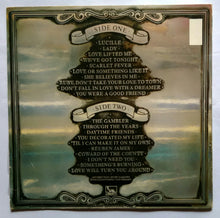 SIDE ONE
LUCILLE
LADY
LOVE LIFTED ME
WE'VE GOT TONIGHT
SCARLET FEVER
LOVE OR SOMETHING LIKE IT
SHE BELIEVES IN ME
RUBY, DON'T TAKE YOUR LOVE TO TOWN
DON'T FALL IN LOVE WITH A DREAMER
YOU WERE A GOOD FRIEND
SIDE TWO
THE GAMBLER
THROUGH THE YEARS
DAYTIME FRIENDS
YOU DECORATED MY LIFE
'TIL I CAN MAKE IT ON MY OWN
REUBEN JAMES
COWARD OF THE COUNTY
I DON'T NEED YOU
SOMETHING'S BURNING
LOVE WILL TURN YOU AROUND